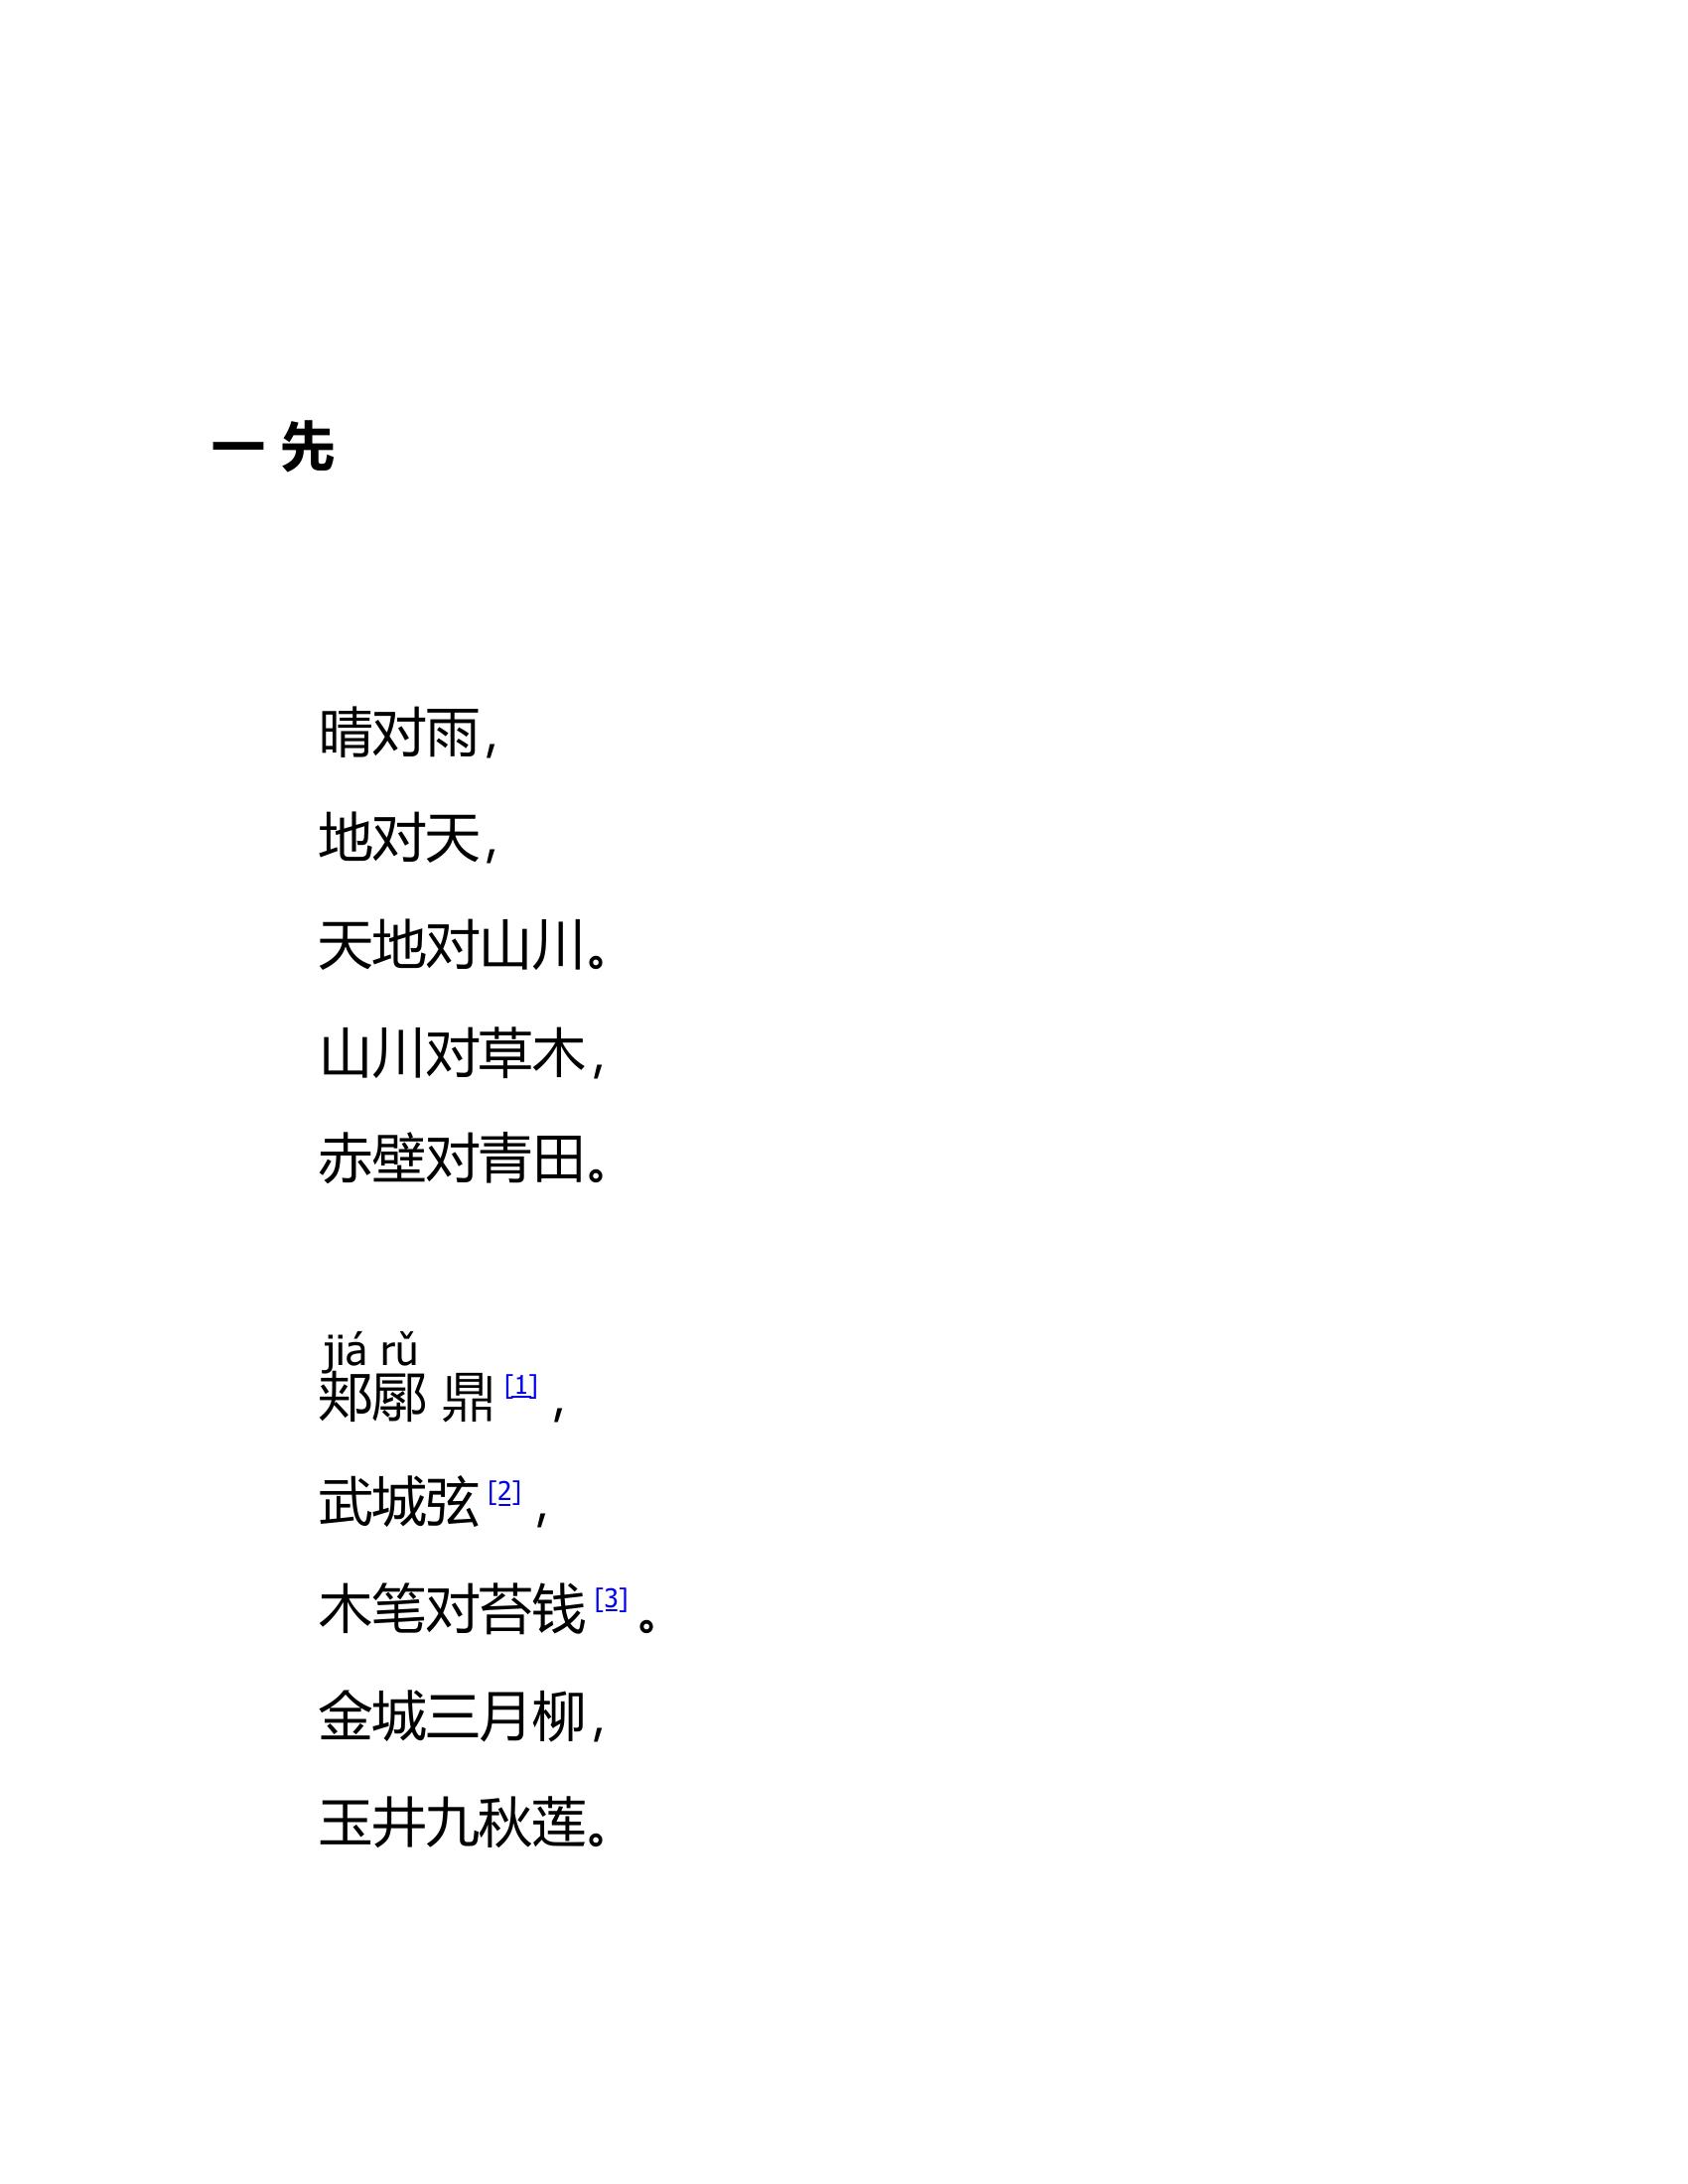 一 先
晴对雨，
地对天，
天地对山川。
山川对草木，
赤壁对青田。
jiá rǔ
郏鄏 鼎[1]，
武城弦[2]，
木笔对苔钱[3]。
金城三月柳，
玉井九秋莲。